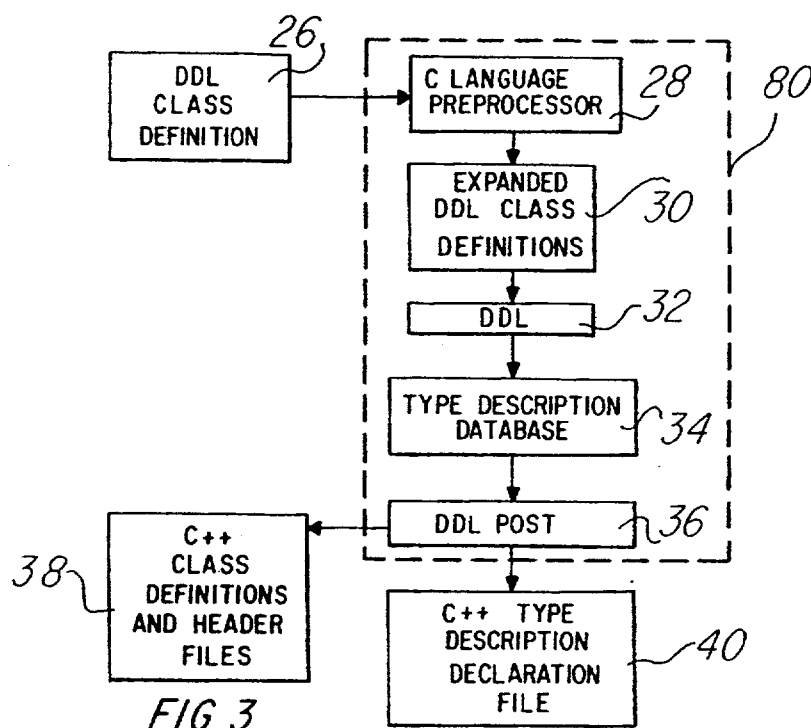 26
DDL
CLASS
DEFINITION
C LANGUAGE
PREPROCESSOR
28
80
EXPANDED
DDL CLASS
DEFINITIONS
30
DDL
32
TYPE DESCRIPTION
DATABASE
34
DDL POST
36
38
C++
CLASS
DEFINITIONS
AND HEADER
FILES
C++ TYPE
DESCRIPTION
DECLARATION
FILE
40
FIG 3